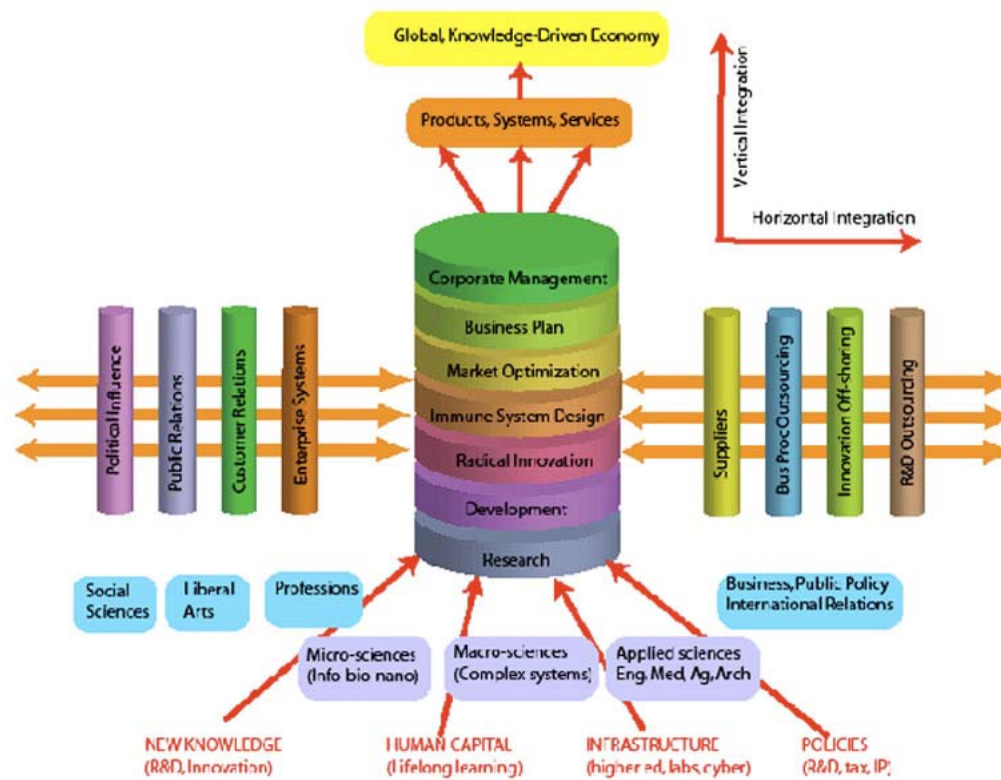 Global, Knowledge-Driven Economy
Products, Systems, Services
Vertical Integration
Horizontal Integration
Corporate Management
Business Plan
Market Optimization
Immune System Design
Radical Innovation
Development
Research
Political Influence
Public Relations
Customer Relations
Enterprise Systems
Suppliers
Bus Proc Outsourcing
Innovation Off-shoring
R&D Outsourcing
Social
Sciences
Liberal
Arts
Professions
Business, Public Policy
International Relations
Micro-sciences
(Info bio nano)
Macro-sciences
(Complex systems)
Applied sciences
Eng, Med, Ag, Arch
NEW KNOWLEDGE
(R&D, Innovation)
HUMAN CAPITAL
(Lifelong learning)
INFRASTRUCTURE
(higher ed, labs, cyber)
POLICIES
(R&D, tax, IP)